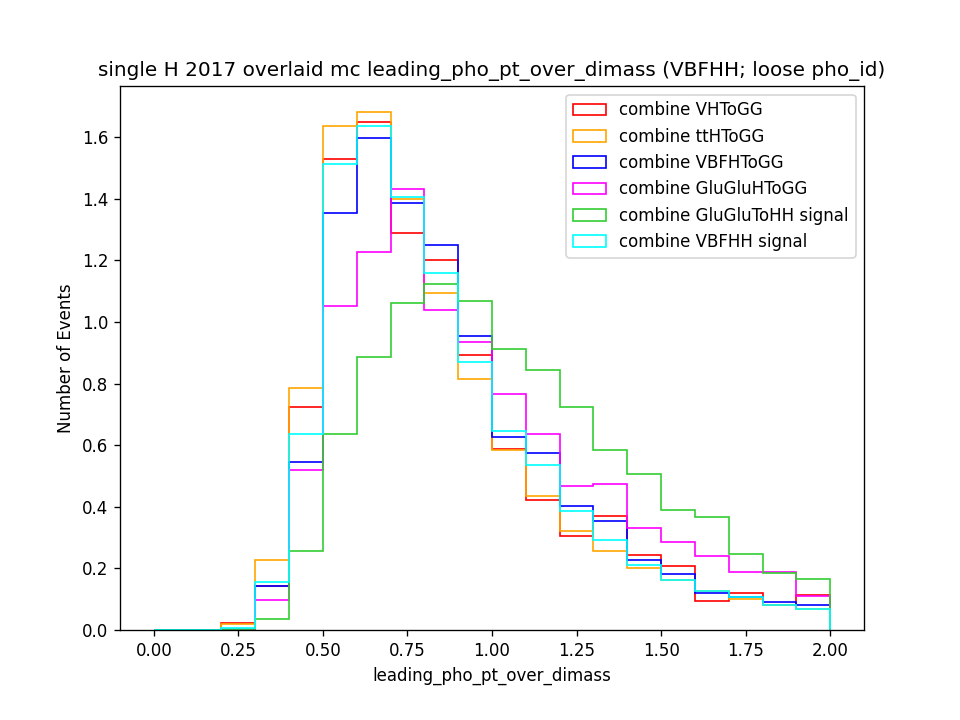 single H 2017 overlaid mc leading_pho_pt_over_dimass (VBFHH; loose pho_id)
combine VHToGG
combine ttHToGG
combine VBFHToGG
combine GluGluHToGG
combine GluGluToHH signal
combine VBFHH signal
Number of Events
1.6
1.4
1.2
1.0
0.8
0.6
0.4
0.2
0.0
0.00 0.25 0.50 0.75 1.00 1.25 1.50 1.75 2.00
leading_pho_pt_over_dimass